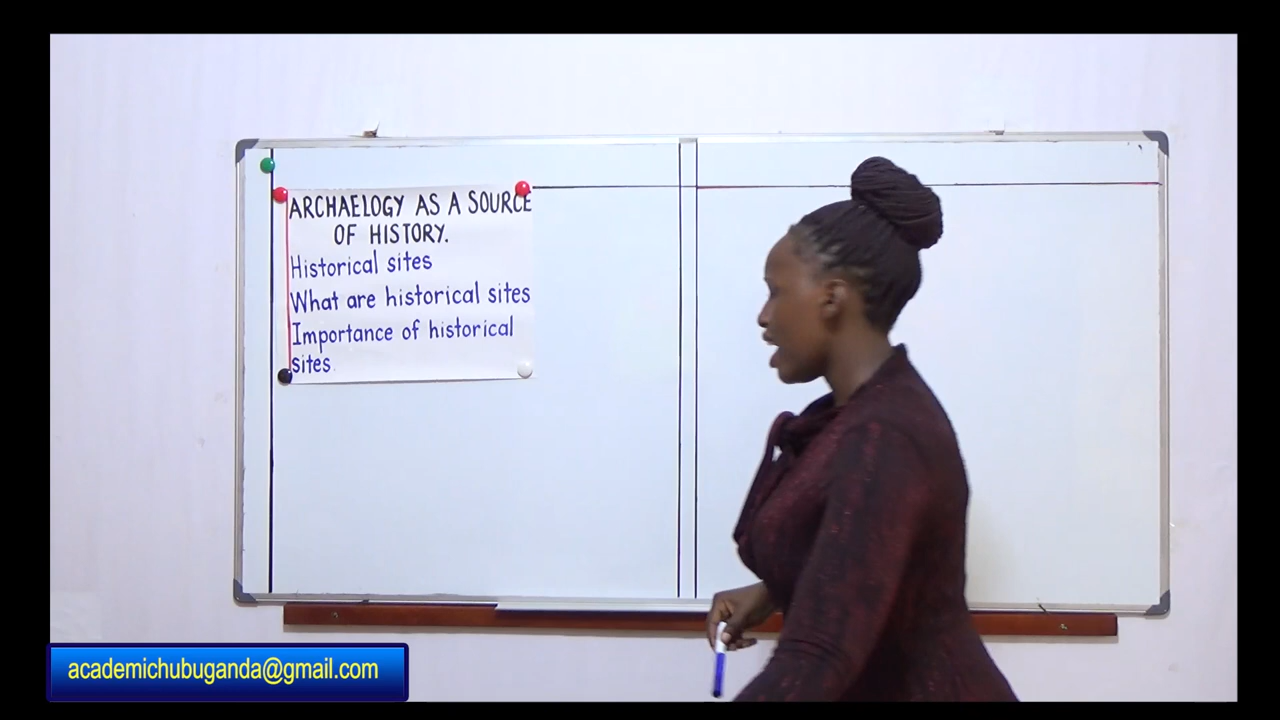 ARCHAELOGY AS A SOURCE
OF HISTORY.
Historical sites
What are historical sites
Importance of historical
sites.
academichubuganda@gmail.com